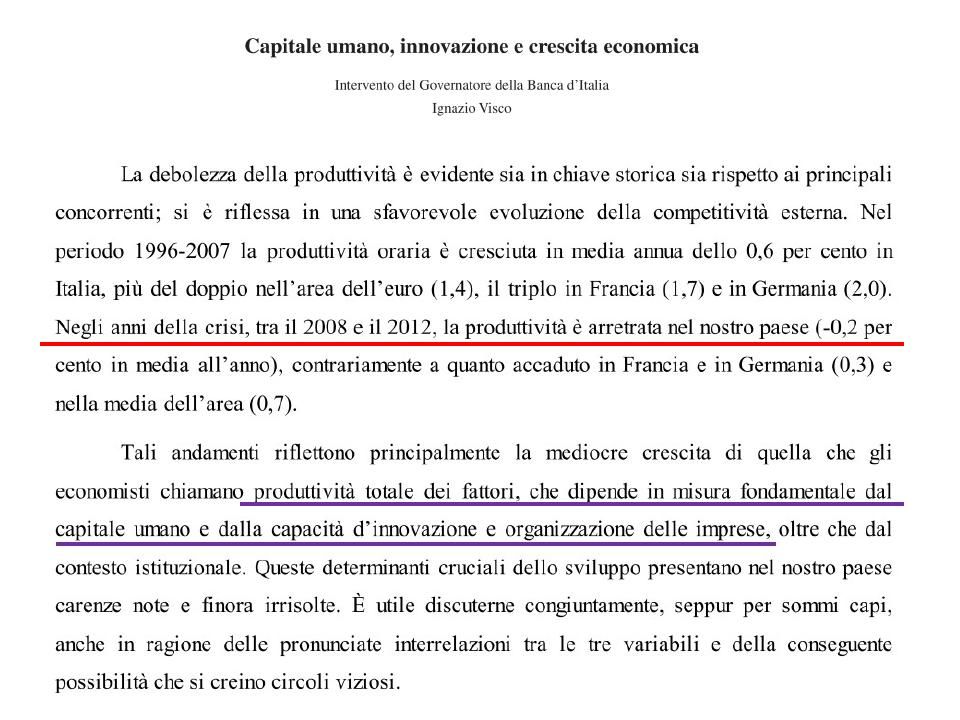 Capitale umano, innovazione e crescita economica
Intervento del Governatore della Banca d'Italia
Ignazio Visco
La debolezza della produttività è evidente sia in chiave storica sia rispetto ai principali
concorrenti; si è riflessa in una sfavorevole evoluzione della competitività esterna. Nel
periodo 1996-2007 la produttività oraria è cresciuta in media annua dello 0,6 per cento in
Italia, più del doppio nell'area dell'euro (1,4), il triplo in Francia (1,7) e in Germania (2,0).
Negli anni della crisi, tra il 2008 e il 2012, la produttività è arretrata nel nostro paese (-0,2 per
cento in media all'anno), contrariamente a quanto accaduto in Francia e in Germania (0,3) e
nella media dell'area (0,7).
Tali andamenti riflettono principalmente la mediocre crescita di quella che gli
economisti chiamano produttività totale dei fattori, che dipende in misura fondamentale dal
capitale umano e dalla capacità d'innovazione e organizzazione delle imprese, oltre che dal
contesto istituzionale. Queste determinanti cruciali dello sviluppo presentano nel nostro paese
carenze note e finora irrisolte. È utile discuterne congiuntamente, seppur per sommi capi,
anche in ragione delle pronunciate interrelazioni tra le tre variabili e della conseguente
possibilità che si creino circoli viziosi.